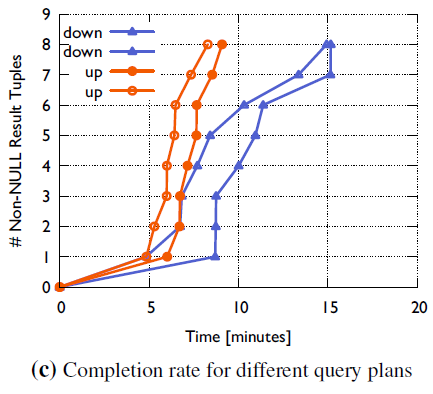 9
8
7
6
5
4
3
2
1
0
# Non-NULL Result Tuples
down
down
up
up
0 5 10 15 20
Time [minutes]
(c) Completion rate for different query plans